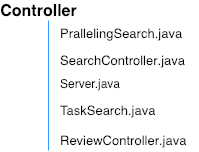 Controller
PrallelingSearch.java
SearchController.java
Server.java
TaskSearch.java
ReviewController.java